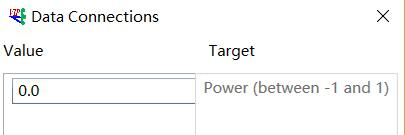 Data Connections
Value Target
0.0 Power (between -1 and 1)